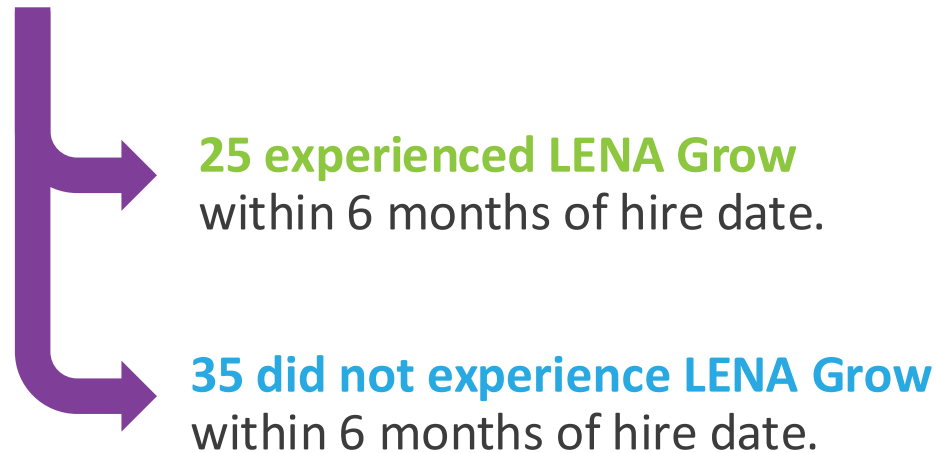 25 experienced LENA Grow
within 6 months of hire date.
35 did not experience LENA Grow
within 6 months of hire date.